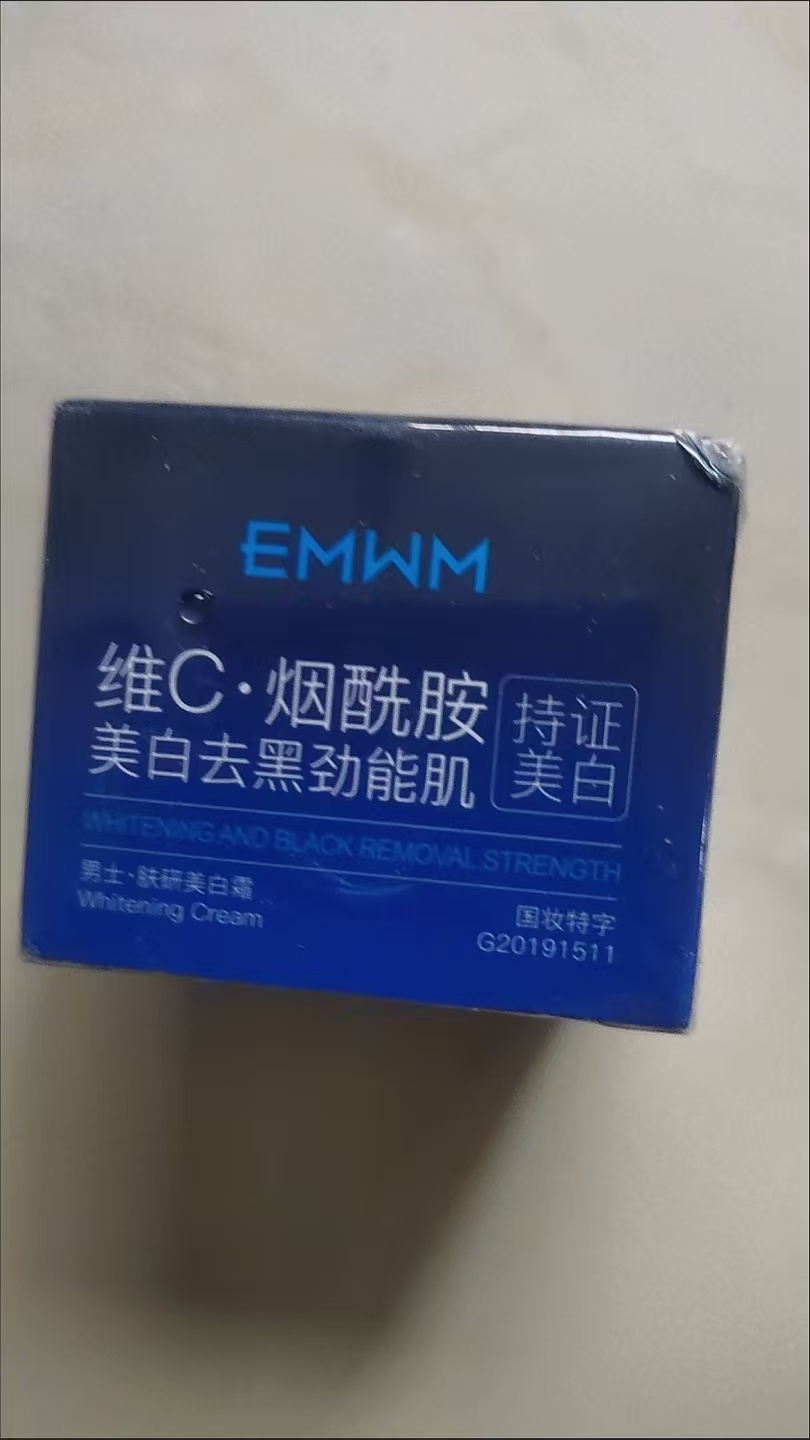 EMWM
维C·烟酰胺
美白去黑劲能肌
持证
美白
WHITENING AND BLACK REMOVAL STRENGTH
男士·肤研美白霜
Whitening Cream
国妆特字
G20191511